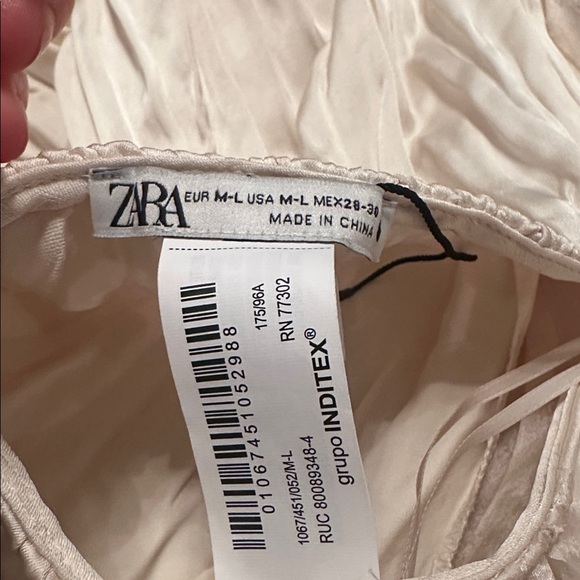 ZARA
EUR M-L USA M-L MEX28-30
MADE IN CHINA
175/96A
RN 77302
01067451052988
1067/451/052/M-L
RUC 80089348-4
grupo INDITEX®